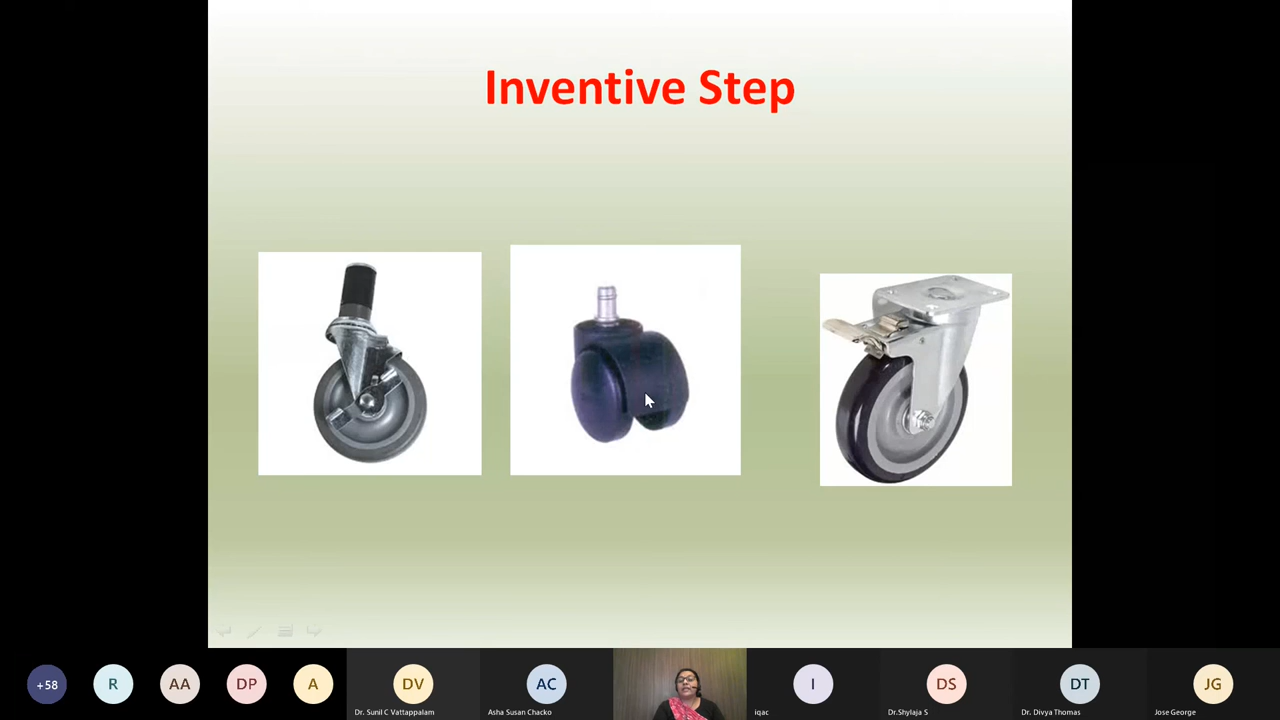 Inventive Step
+58
R
AA
DP
A
DV
Dr. Sunil C Vattappalam
AC
Asha Susan Chacko
I
iqac
DS
Dr.Shylaja S
DT
Dr. Divya Thomas
JG
Jose George